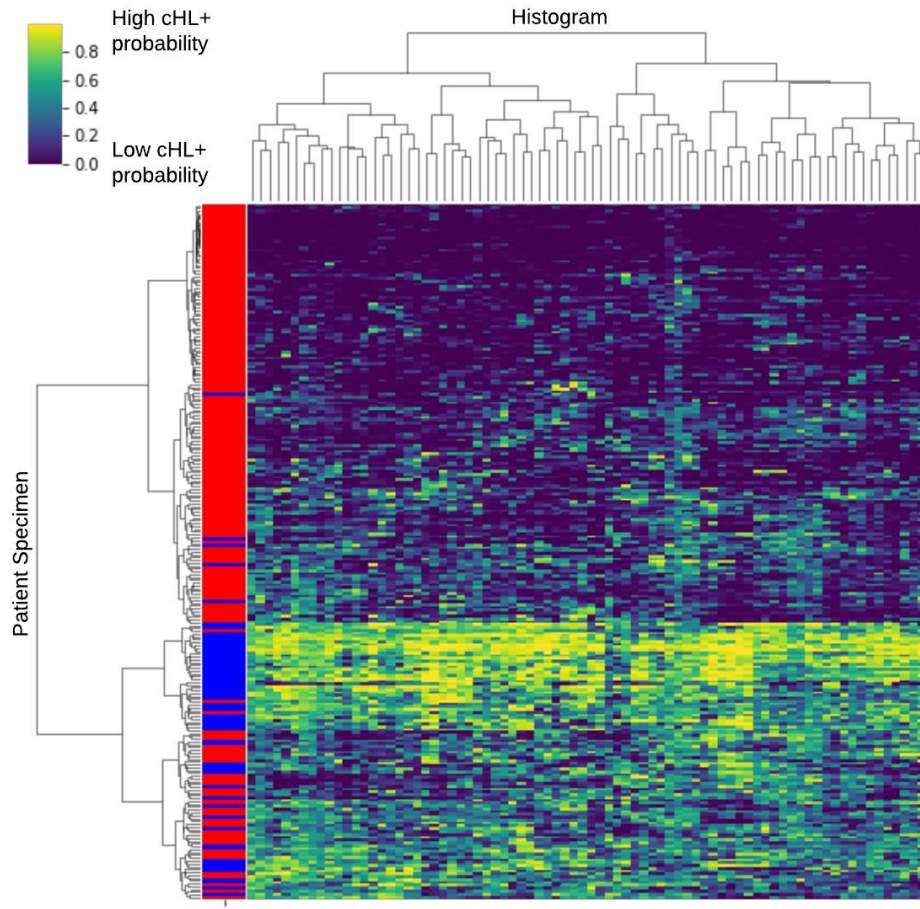 High cHL+
probability
Histogram
0.8
0.6
0.4
0.2
0.0
Low cHL+
probability
Patient Specimen